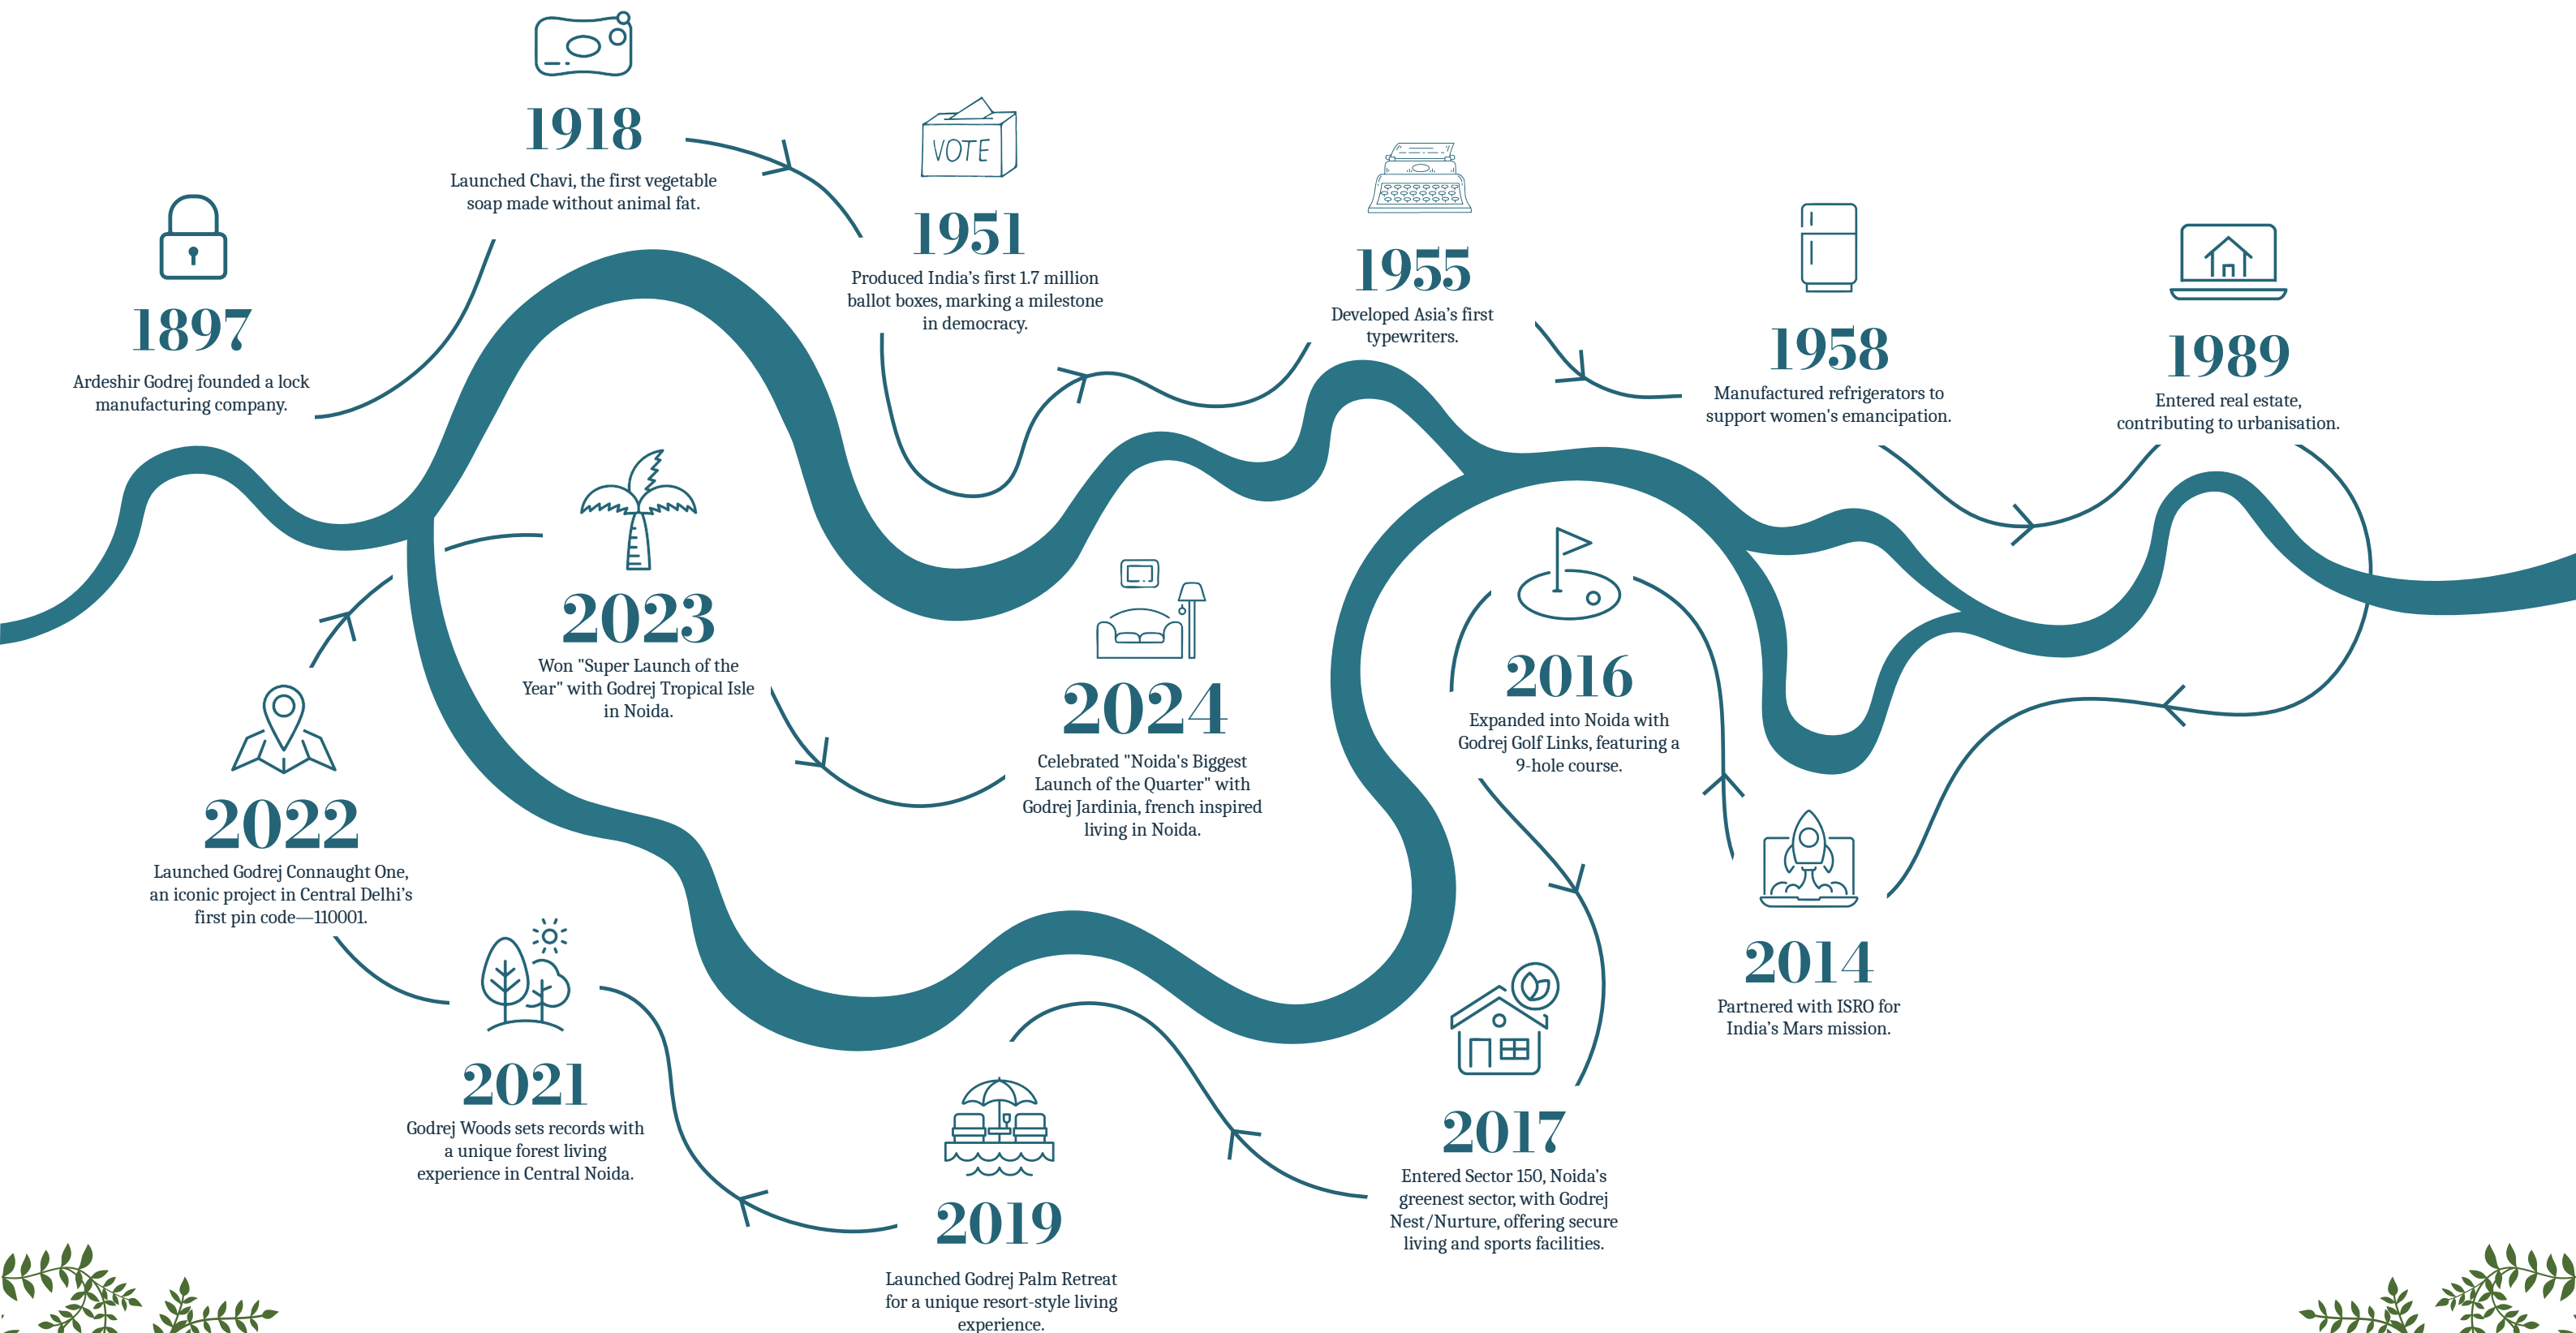 1897
Ardeshir Godrej founded a lock
manufacturing company.
1918
Launched Chavi, the first vegetable
soap made without animal fat.
VOTE
1951
Produced India’s first 1.7 million
ballot boxes, marking a milestone
in democracy.
1955
Developed Asia’s first
typewriters.
1958
Manufactured refrigerators to
support women's emancipation.
1989
Entered real estate,
contributing to urbanisation.
2014
Partnered with ISRO for
India’s Mars mission.
2016
Expanded into Noida with
Godrej Golf Links, featuring a
9-hole course.
2017
Entered Sector 150, Noida’s
greenest sector, with Godrej
Nest/Nurture, offering secure
living and sports facilities.
2019
Launched Godrej Palm Retreat
for a unique resort-style living
experience.
2021
Godrej Woods sets records with
a unique forest living
experience in Central Noida.
2022
Launched Godrej Connaught One,
an iconic project in Central Delhi’s
first pin code—110001.
2023
Won "Super Launch of the
Year" with Godrej Tropical Isle
in Noida.
2024
Celebrated "Noida's Biggest
Launch of the Quarter" with
Godrej Jardinia, french inspired
living in Noida.